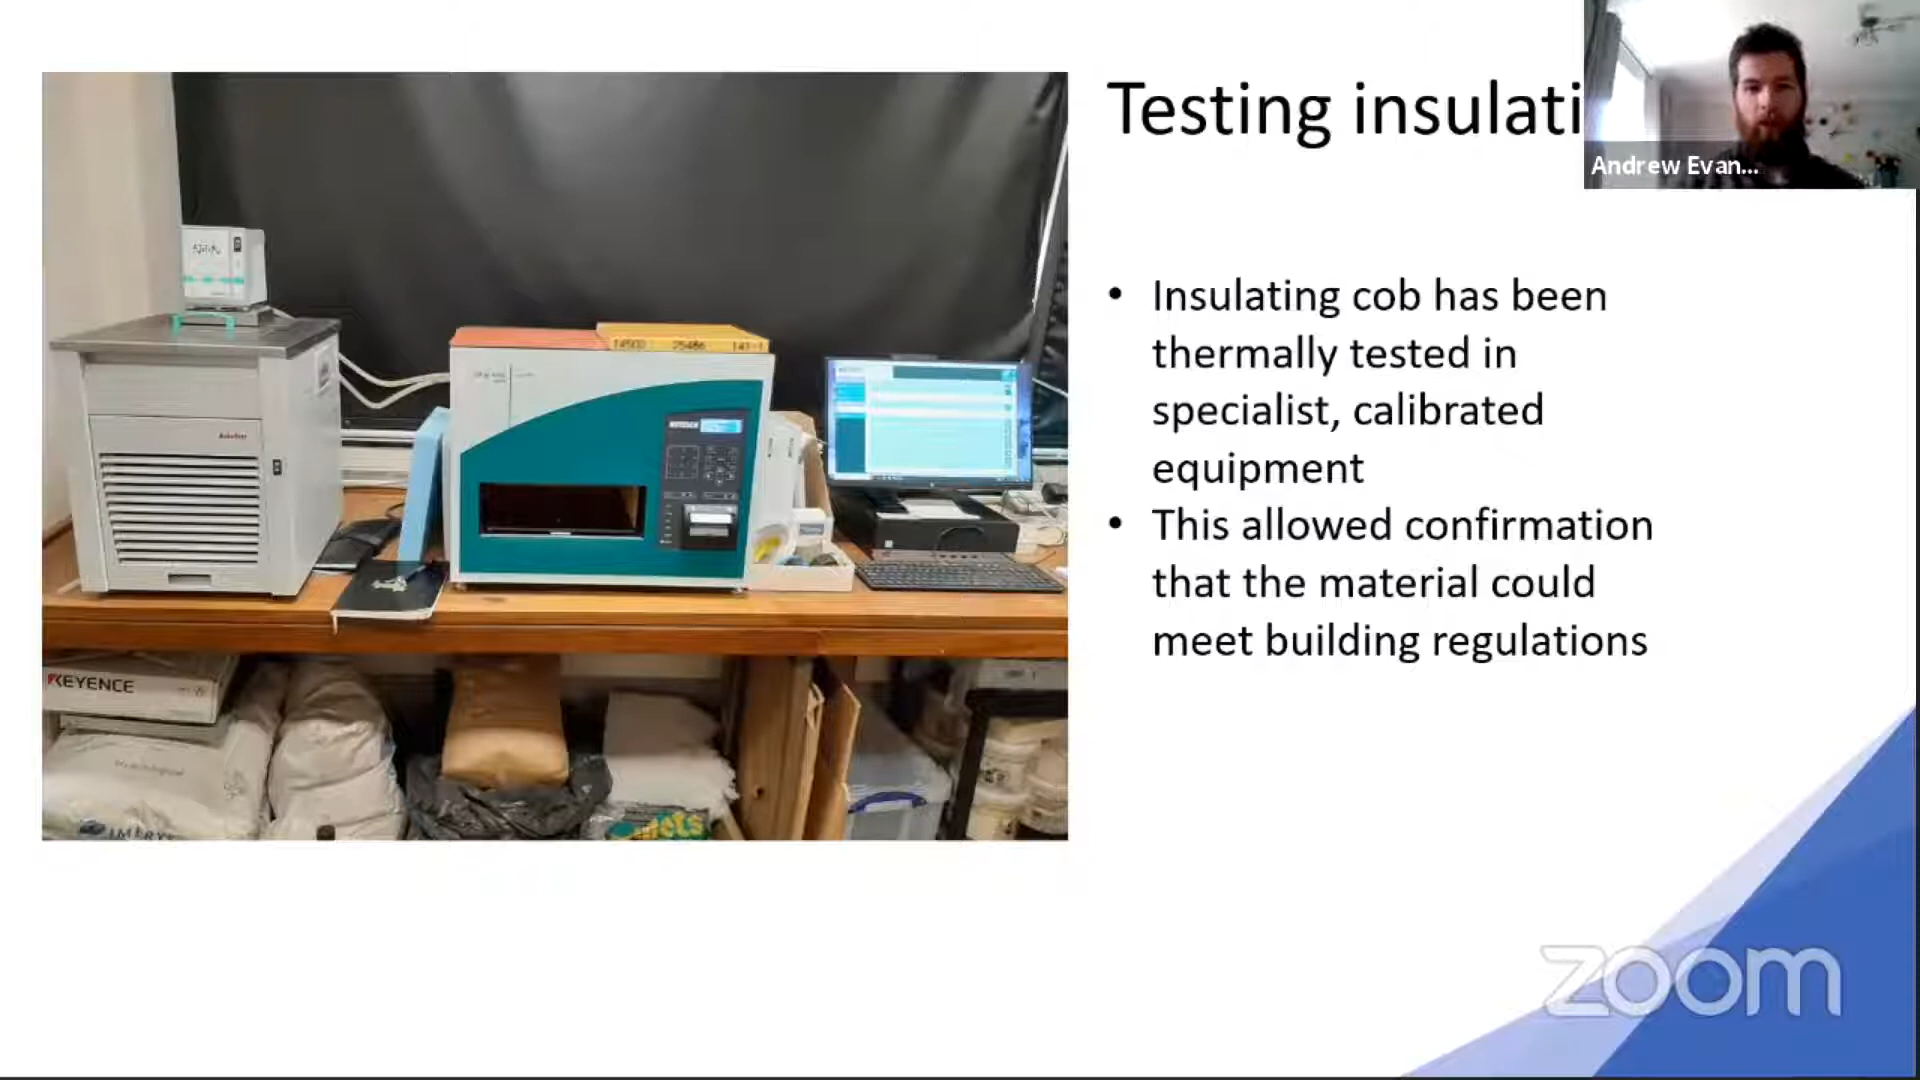 Testing insulati
Andrew Evan...
• Insulating cob has been
thermally tested in
specialist, calibrated
equipment
• This allowed confirmation
that the material could
meet building regulations
KEYENCE
IMERYS
zoom